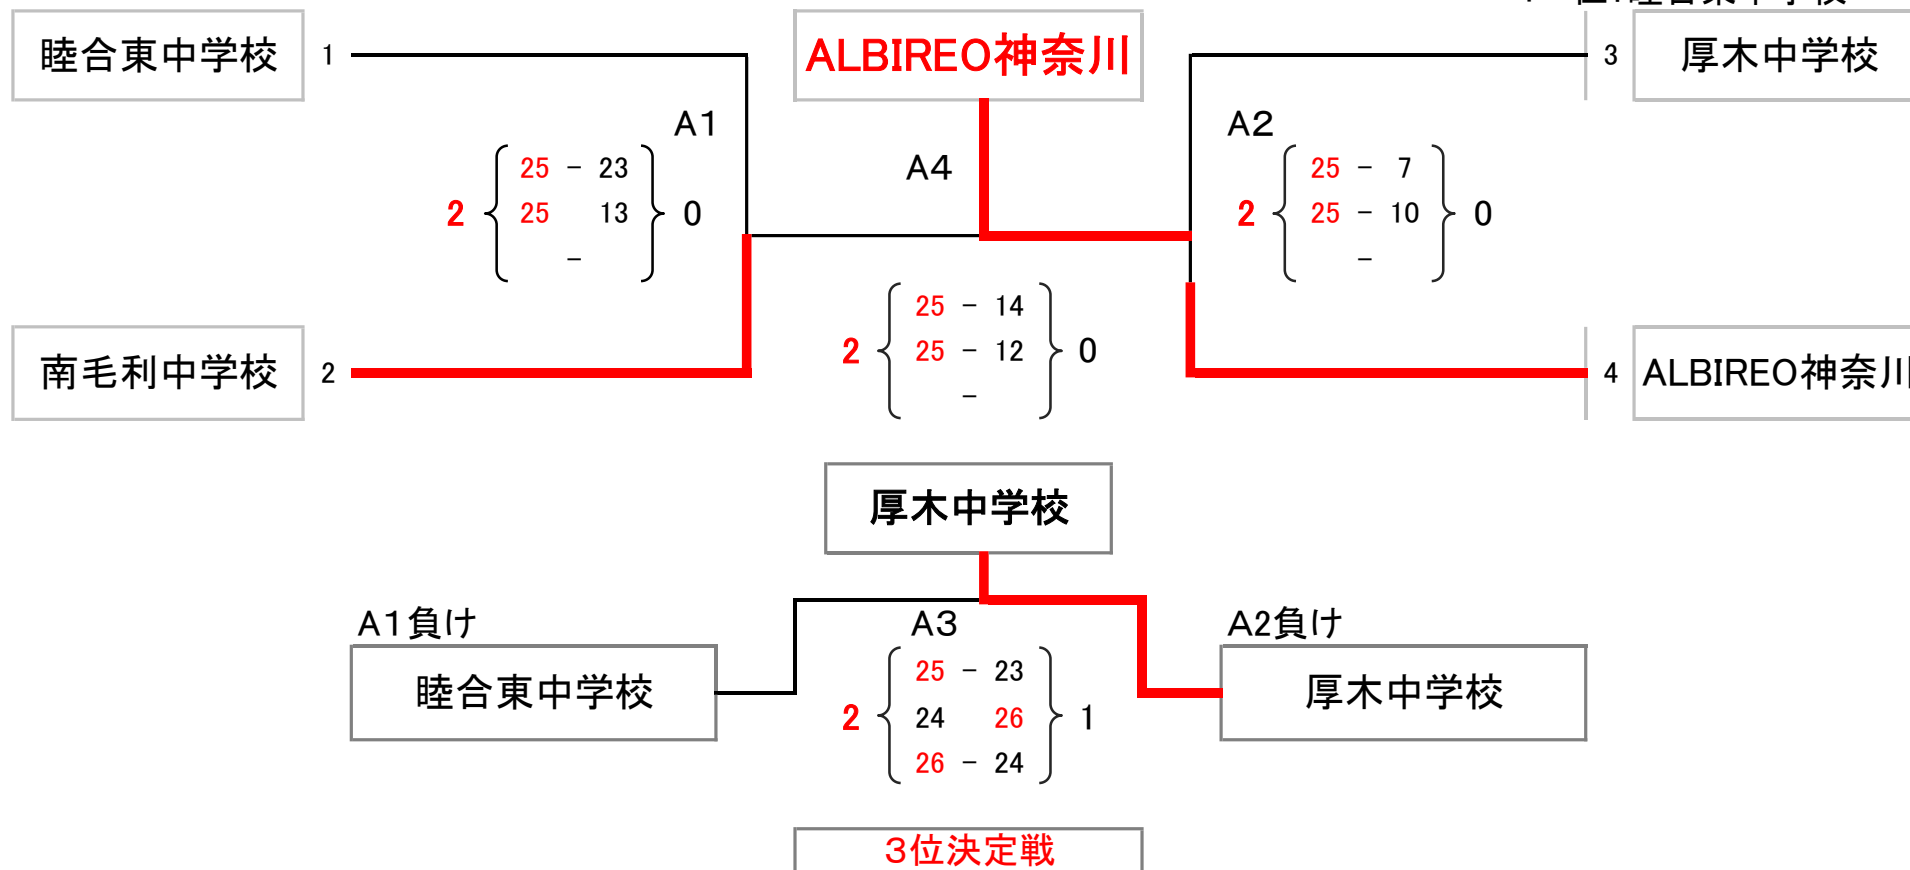 睦合東中学校 1 ALBIREO神奈川 3 厚木中学校
A1 A4 A2
25 - 23
2 25 13 0
-
25 - 7
2 25 - 10 0
-
25 - 14
2 25 - 12 0
-
南毛利中学校 2 4 ALBIREO神奈川
厚木中学校
A1負け A3 A2負け
睦合東中学校 厚木中学校
25 - 23
2 24 26 1
26 - 24
3位決定戦